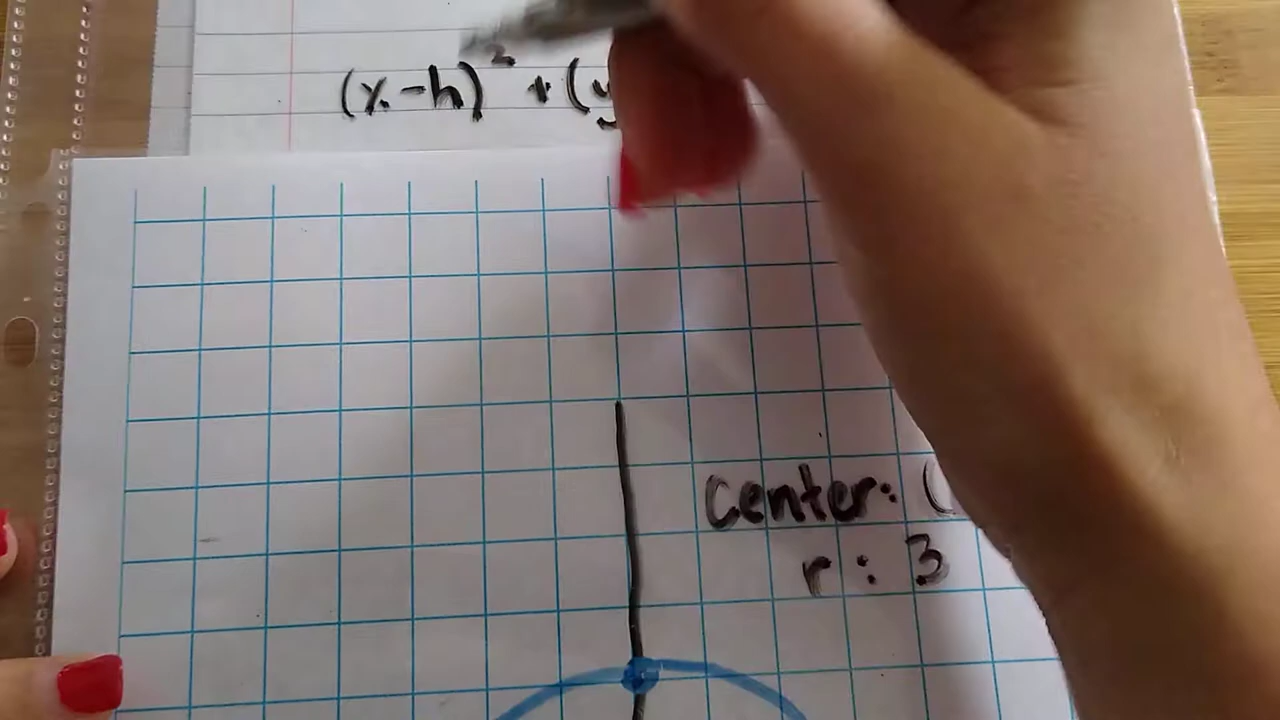 (x-h)² + (y
center: (
r: 3